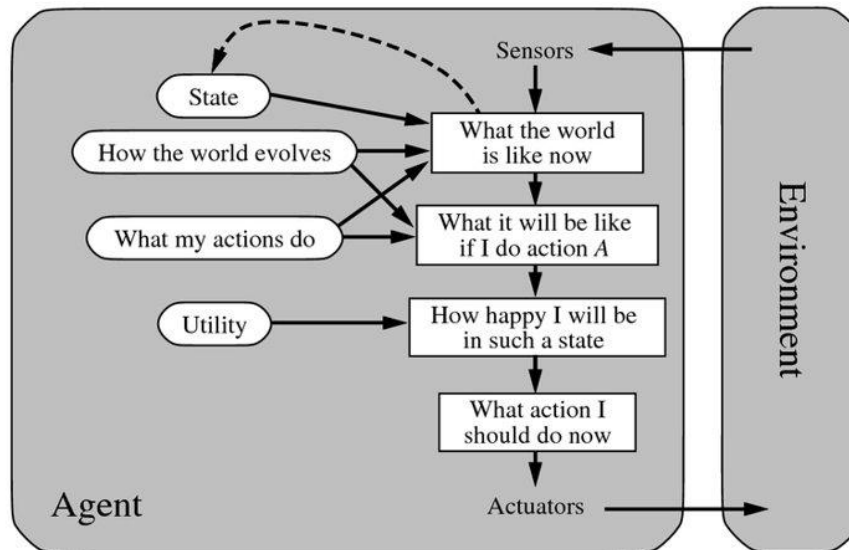 Sensors
State
What the world
is like now
How the world evolves
What my actions do
What it will be like
if I do action A
Utility
How happy I will be
in such a state
What action I
should do now
Agent
Actuators
Environment